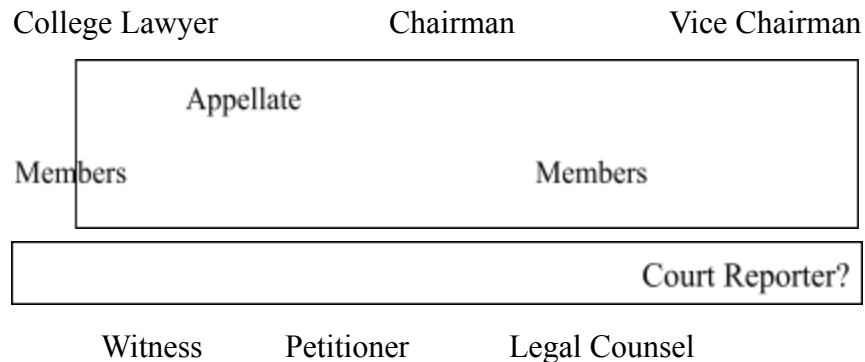 College Lawyer Chairman Vice Chairman
Appellate
Members Members
Court Reporter?
Witness Petitioner Legal Counsel